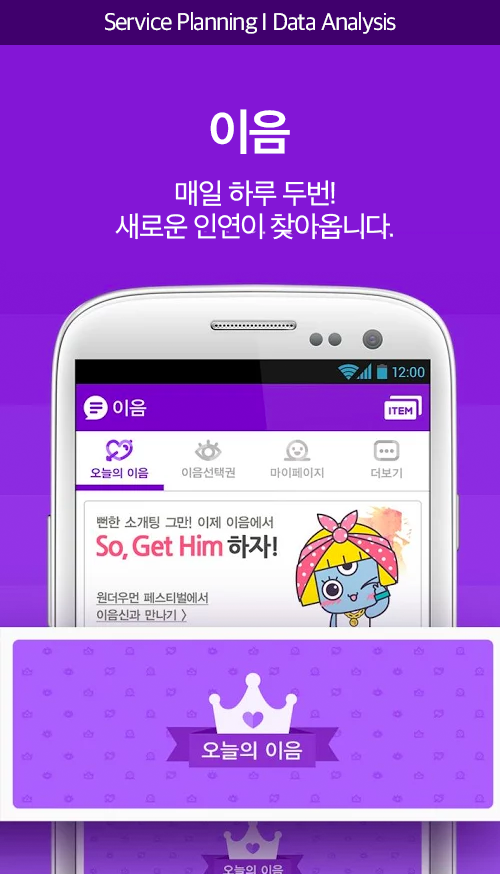 Service Planning I Data Analysis
이음
매일 하루 두번!
새로운 인연이 찾아옵니다.
12:00
이음
ITEM
오늘의 이음
이음선택권
마이페이지
더보기
뻔한 소개팅 그만! 이제 이음에서
So, Get Him 하자!
원더우먼 페스티벌에서
이음신과 만나기 〉
오늘의 이음
오늘의 이음